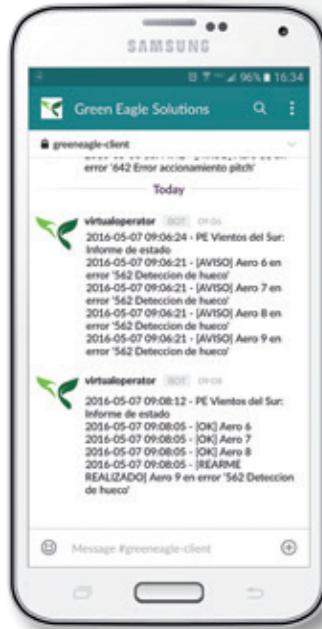 SAMSUNG
96% 16:34
Green Eagle Solutions
greeneagle-client
error '642 Error accionamiento pitch'
Today
virtualoperator BOT 09:06
2016-05-07 09:06:24 - PE Vientos del Sur:
Informe de estado
2016-05-07 09:06:21 - [AVISO] Aero 6 en
error '562 Deteccion de hueco'
2016-05-07 09:06:21 - [AVISO] Aero 7 en
error '562 Deteccion de hueco'
2016-05-07 09:06:21 - [AVISO] Aero 8 en
error '562 Deteccion de hueco'
2016-05-07 09:06:21 - [AVISO] Aero 9 en
error '562 Deteccion de hueco'
virtualoperator BOT 09:08
2016-05-07 09:08:12 - PE Vientos del Sur:
Informe de estado
2016-05-07 09:08:05 - [OK] Aero 6
2016-05-07 09:08:05 - [OK] Aero 7
2016-05-07 09:08:05 - [OK] Aero 8
2016-05-07 09:08:05 - [REARME
REALIZADO] Aero 9 en error '562 Deteccion
de hueco'
Message #greeneagle-client